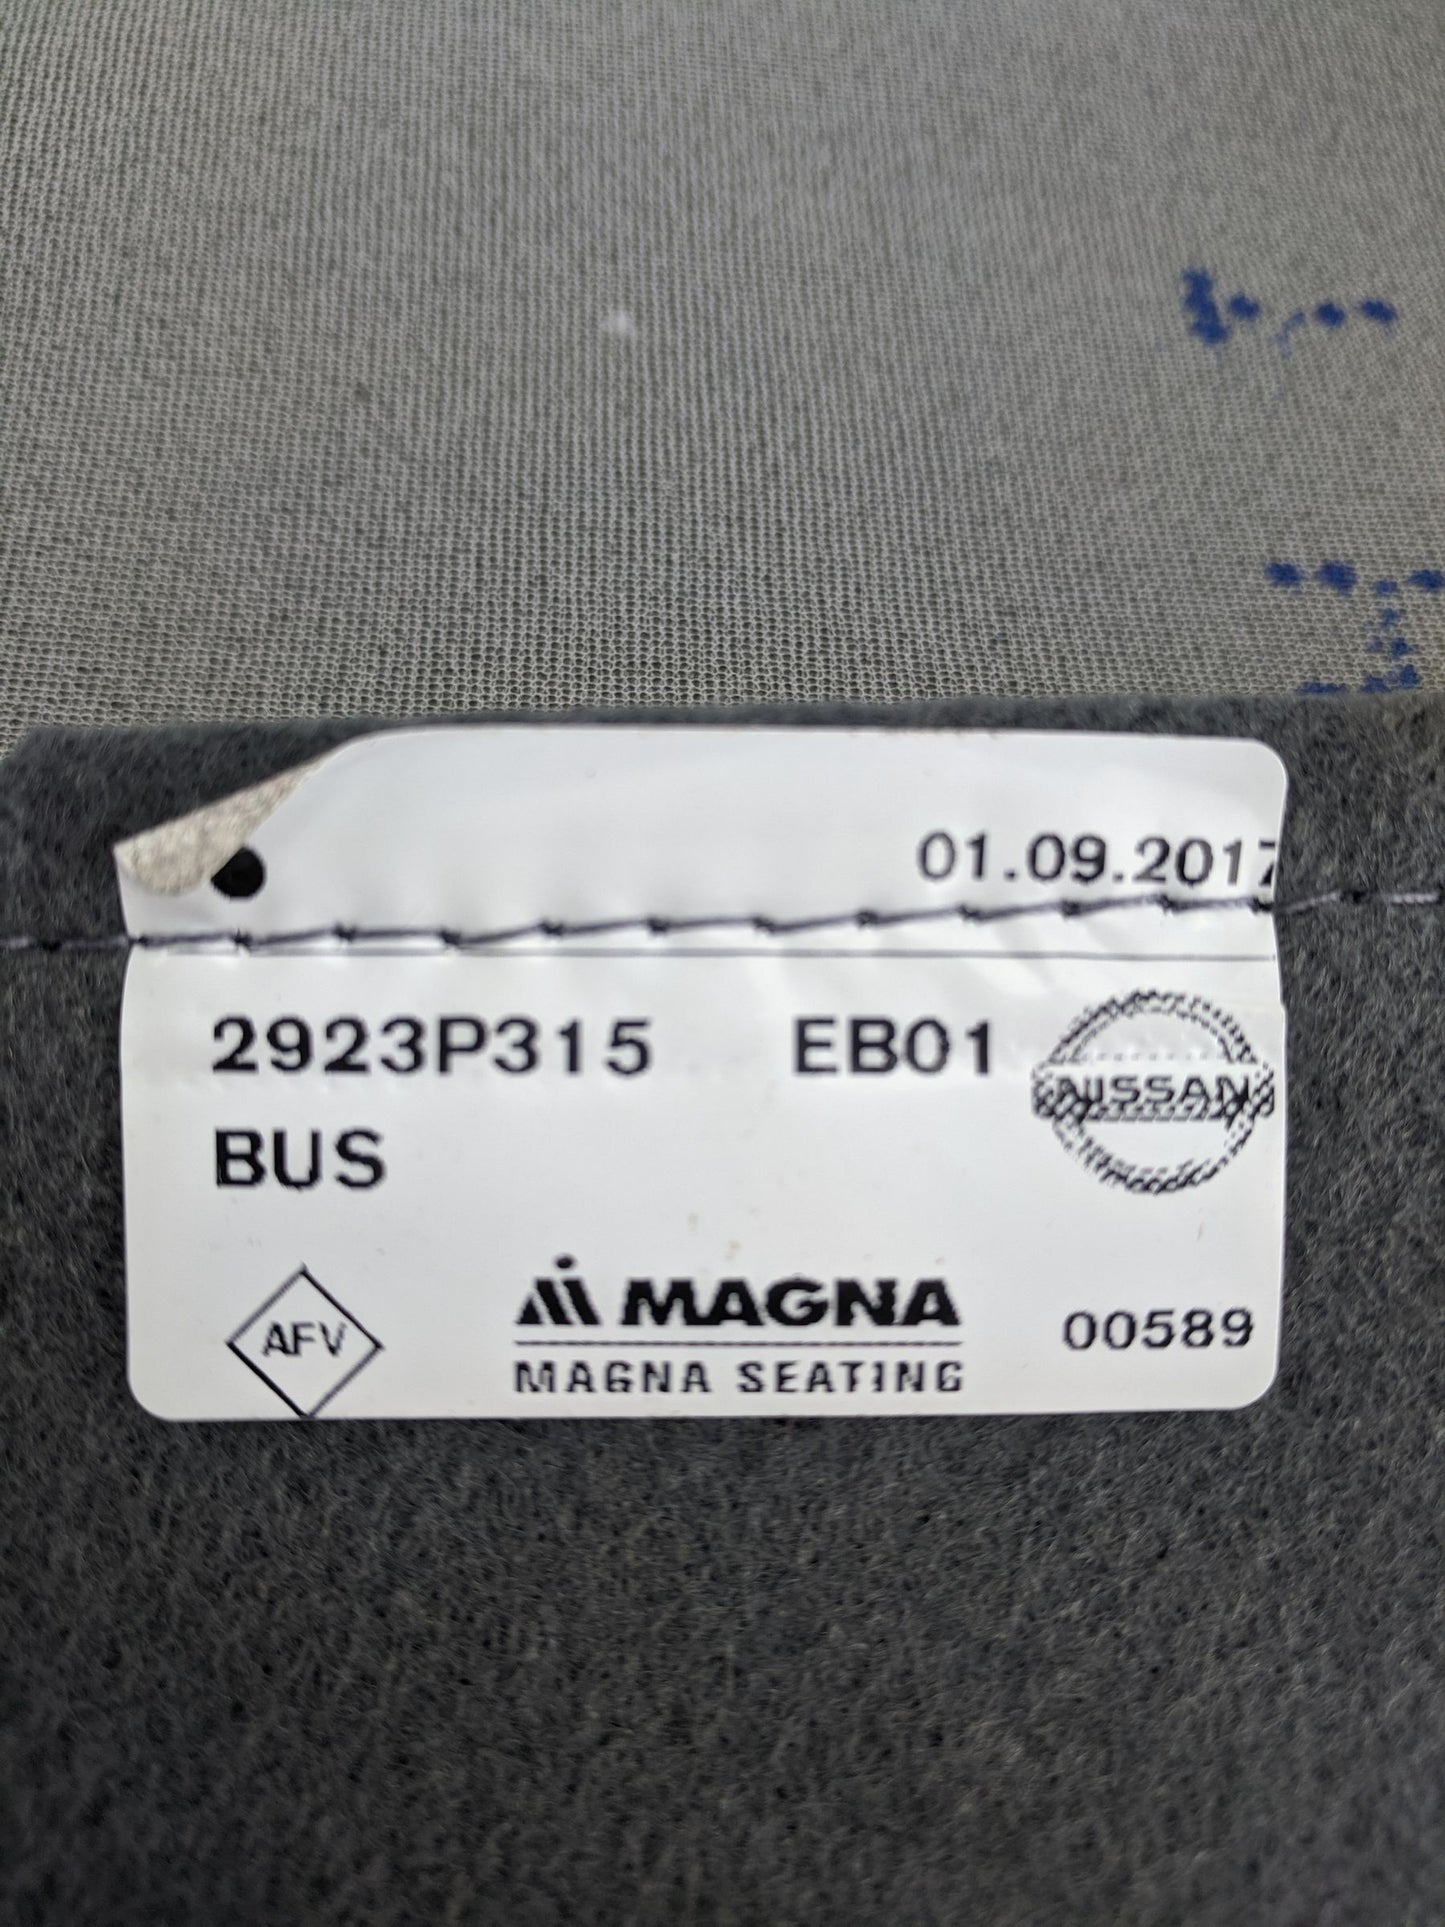 01.09.2017
2923P315 EB01
NISSAN
BUS
AFV
MAGNA
MAGNA SEATING
00589